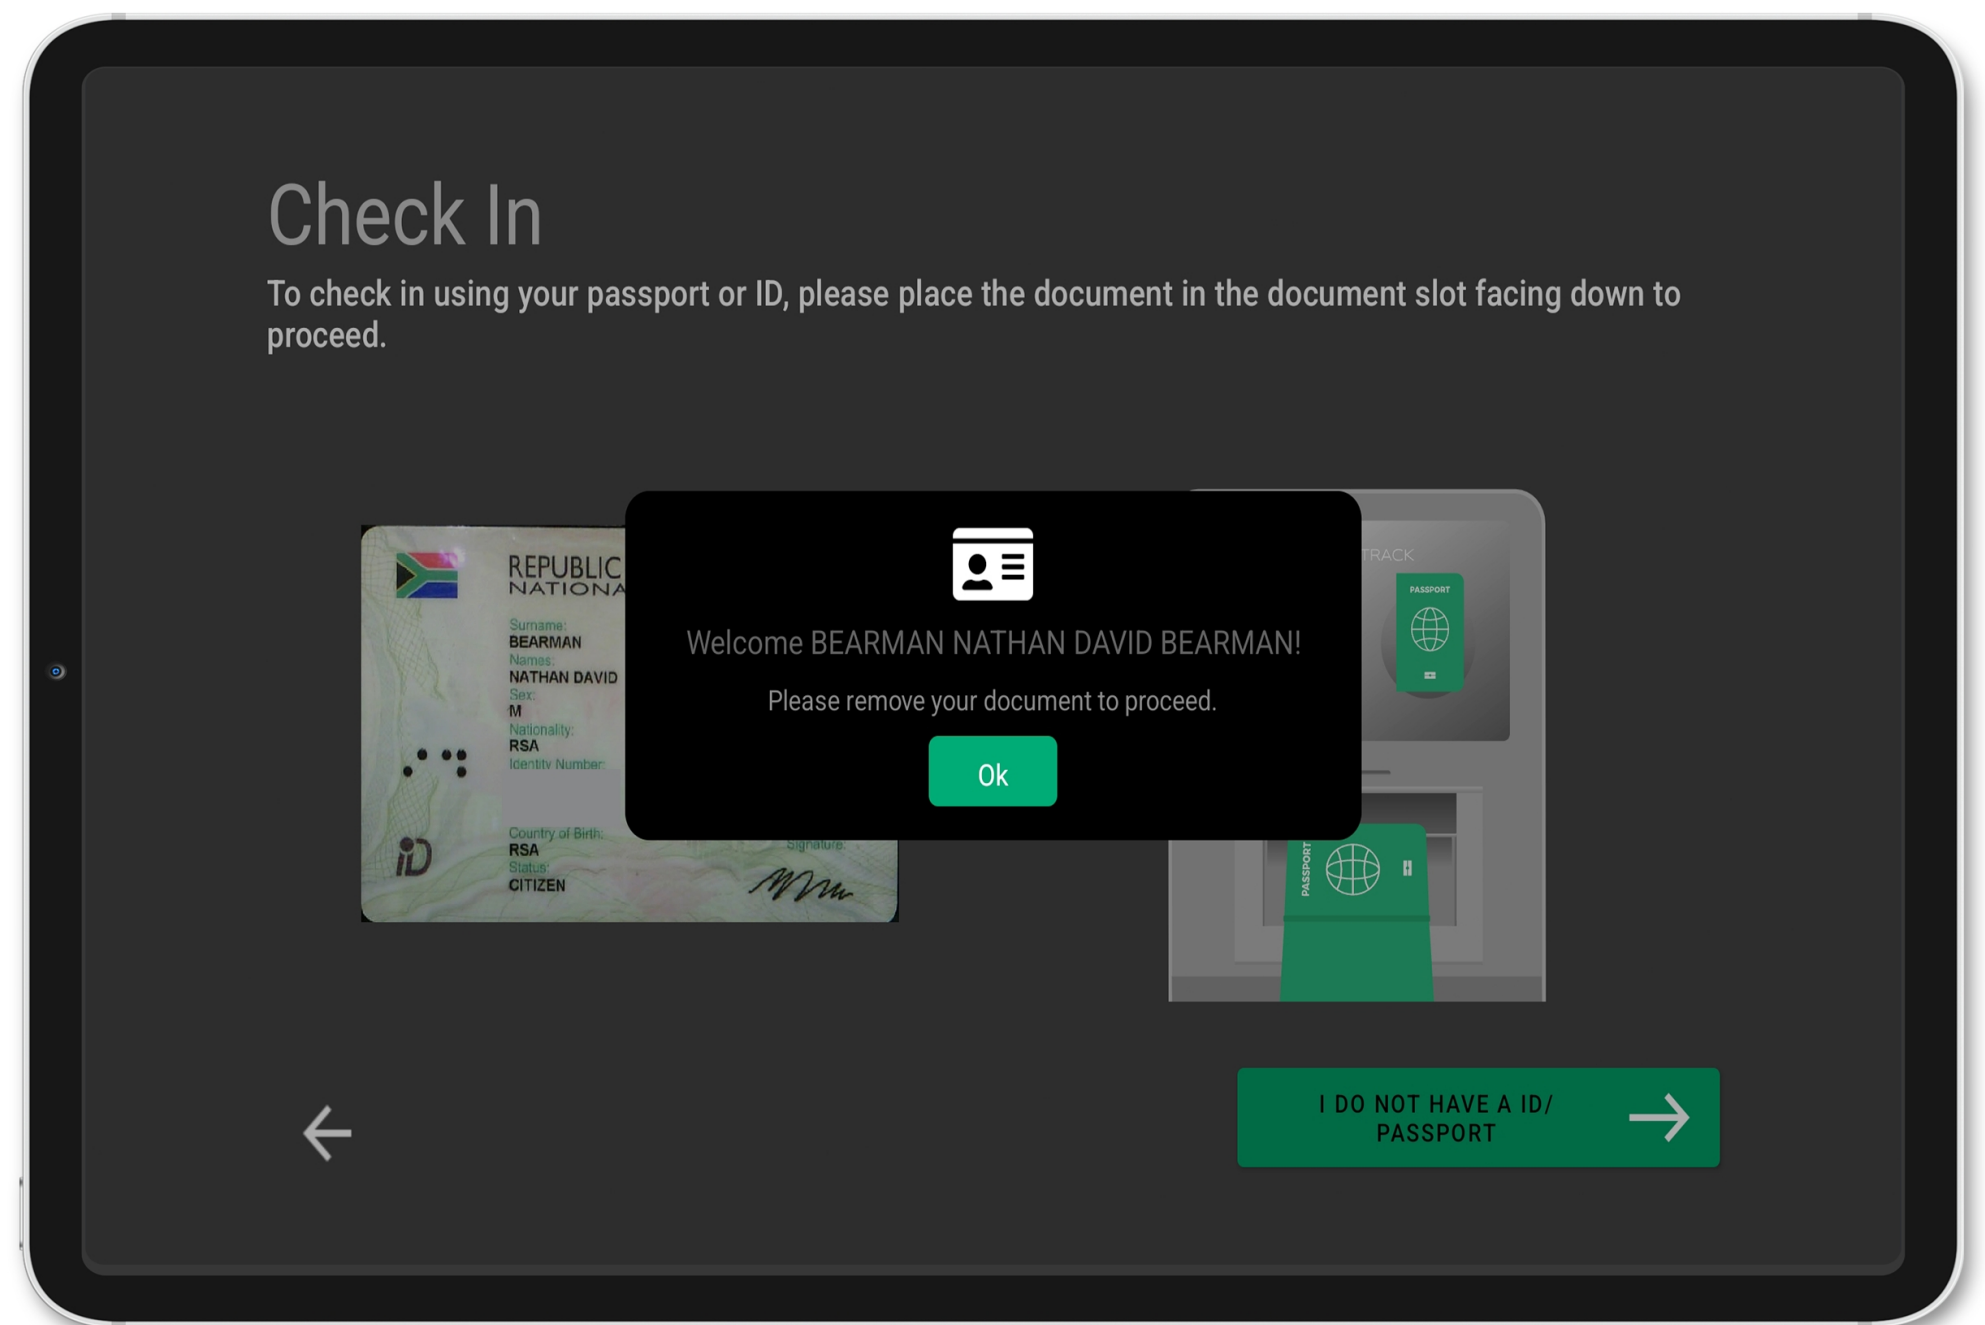 Check In
To check in using your passport or ID, please place the document in the document slot facing down to
proceed.
REPUBLIC
NATIONA
Surname:
BEARMAN
Names:
NATHAN DAVID
Sex:
M
Nationality:
RSA
Identity Number:
Country of Birth:
RSA
Status:
CITIZEN
Signature:
iD
Welcome BEARMAN NATHAN DAVID BEARMAN!
Please remove your document to proceed.
Ok
TRACK
PASSPORT
PASSPORT
I DO NOT HAVE A ID/
PASSPORT